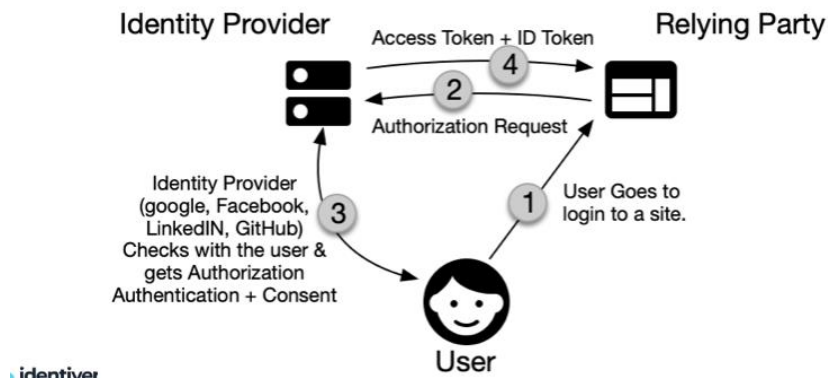 Identity Provider
Relying Party
Access Token + ID Token
4
2
Authorization Request
Identity Provider
(google, Facebook,
LinkedIN, GitHub)
Checks with the user &
gets Authorization
Authentication + Consent
3
1
User Goes to
login to a site.
User